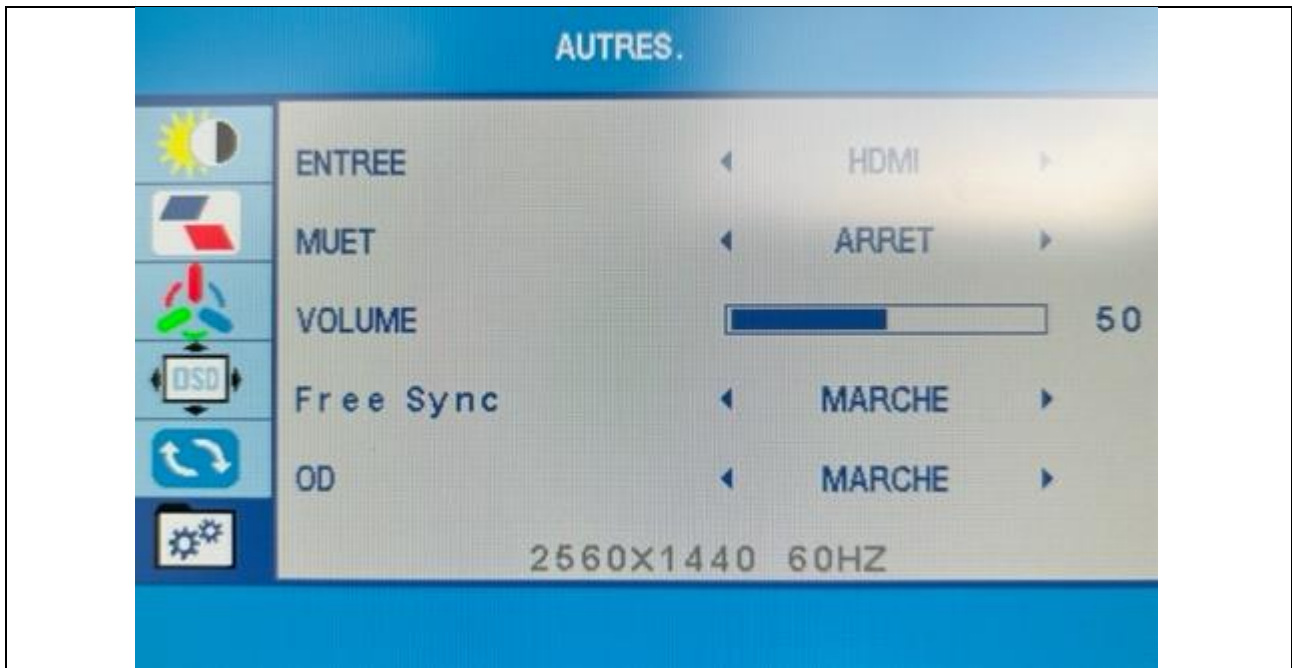 AUTRES.
ENTREE HDMI
MUET ARRET
VOLUME 50
OSD
Free Sync MARCHE
OD MARCHE
2560X1440 60HZ